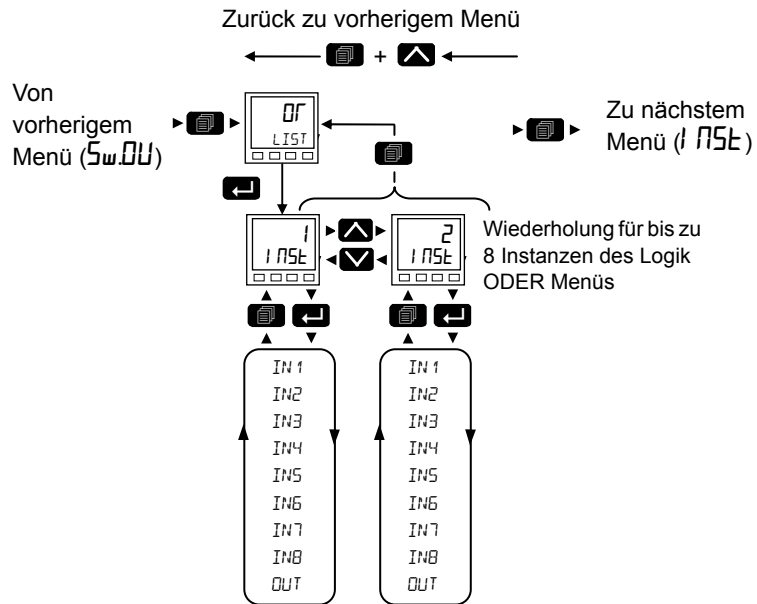 Zurück zu vorherigem Menü
+
Von
vorherigem
Menü (Sw.OU)
Or
LIST
Zu nächstem
Menü (INSt)
1
INSt
2
INSt
Wiederholung für bis zu
8 Instanzen des Logik
ODER Menüs
IN1
IN2
IN3
IN4
IN5
IN6
IN7
IN8
OUT
IN1
IN2
IN3
IN4
IN5
IN6
IN7
IN8
OUT